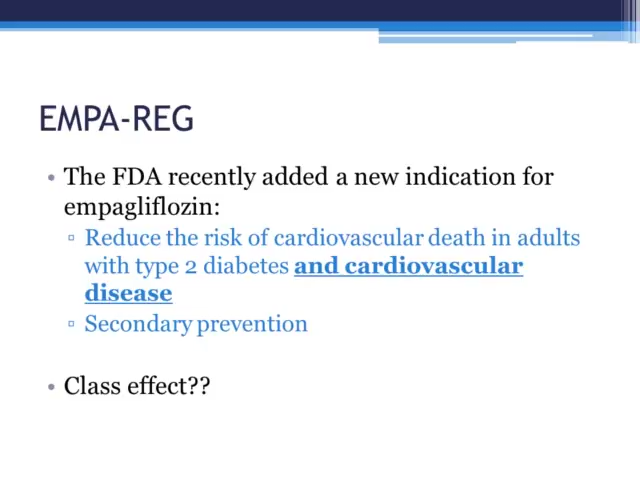 EMPA-REG
• The FDA recently added a new indication for
empagliflozin:
▫ Reduce the risk of cardiovascular death in adults
with type 2 diabetes and cardiovascular
disease
▫ Secondary prevention
• Class effect??